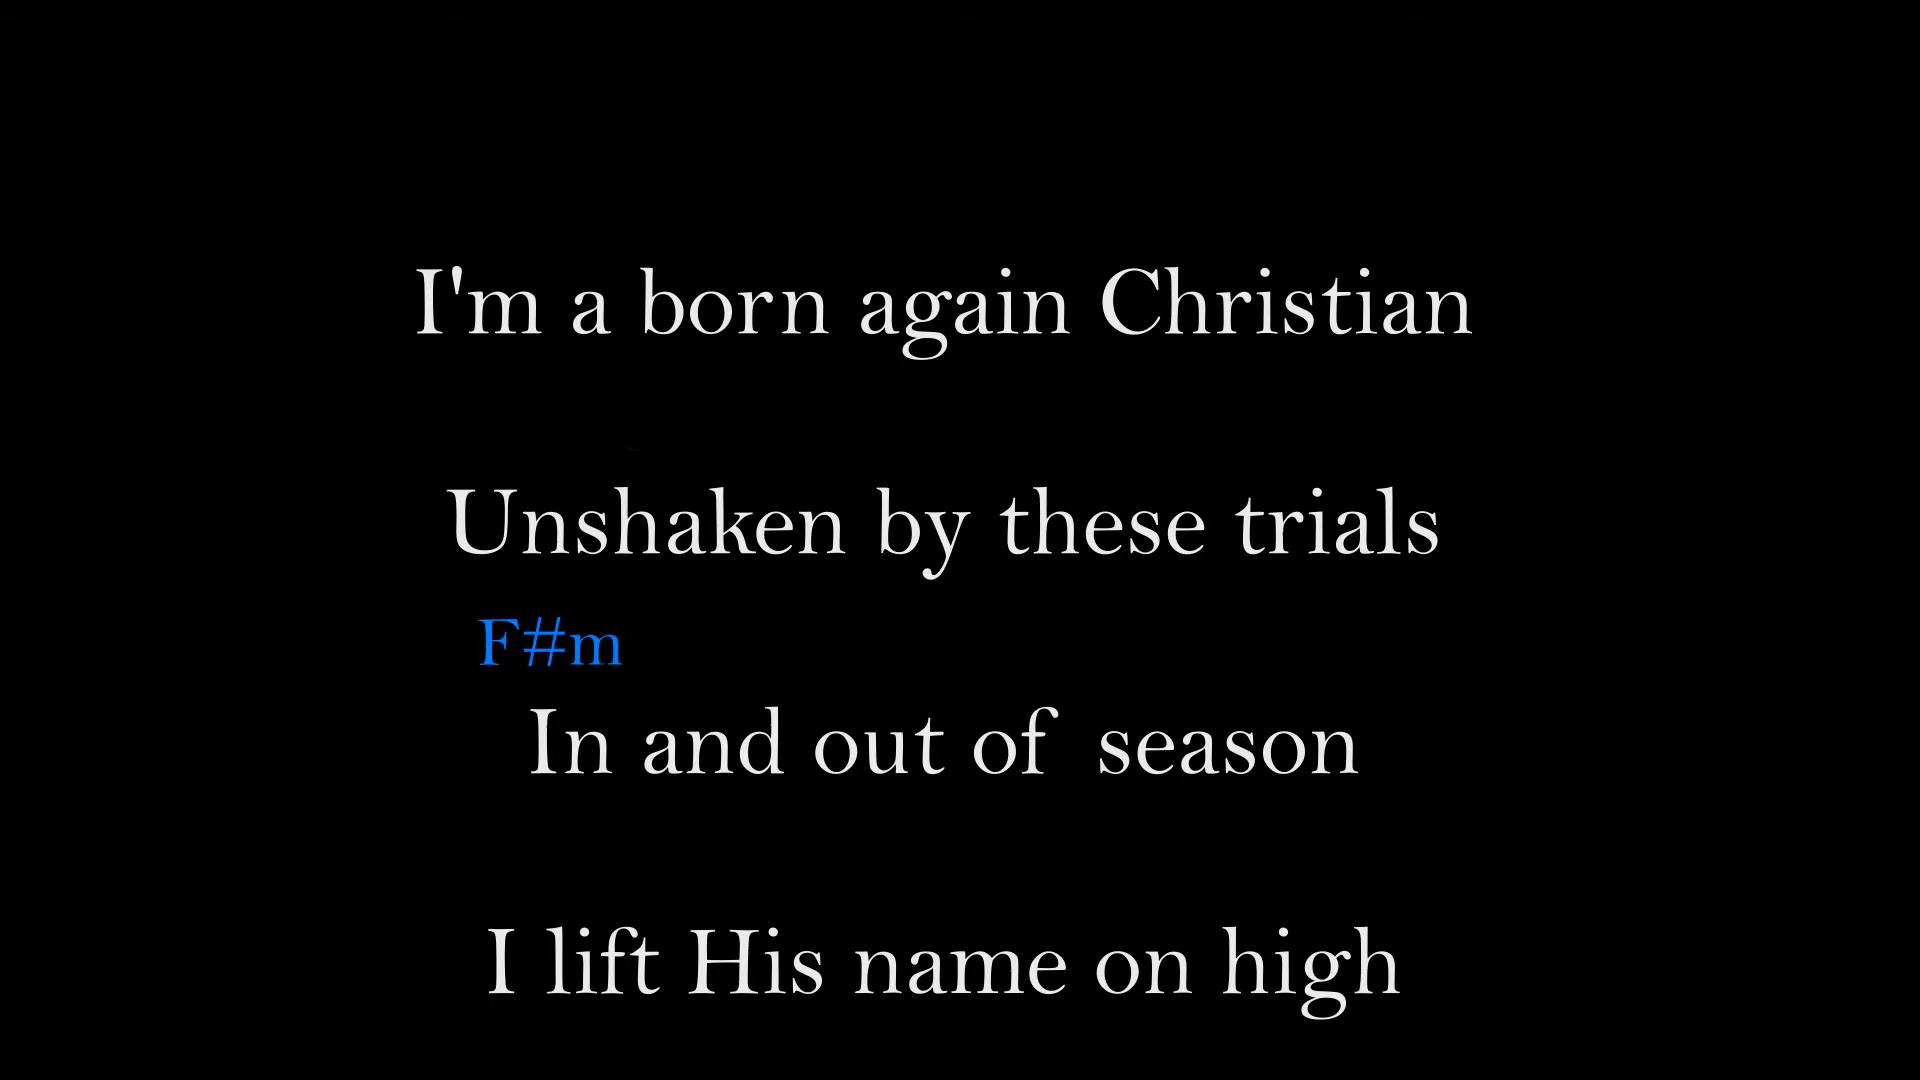 I'm a born again Christian
Unshaken by these trials
F#m
In and out of season
I lift His name on high